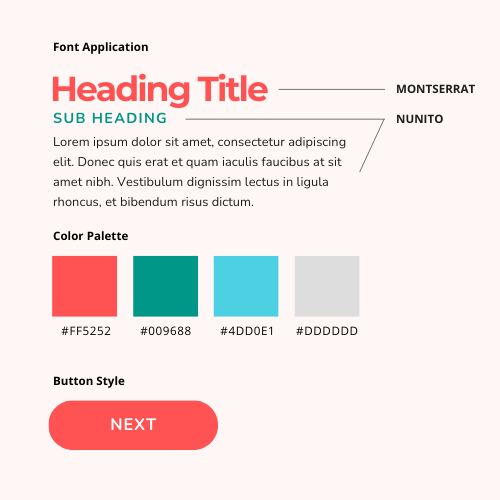 Font Application
Heading Title
MONTSERRAT
SUB HEADING
NUNITO
Lorem ipsum dolor sit amet, consectetur adipiscing
elit. Donec quis erat et quam iaculis faucibus at sit
amet nibh. Vestibulum dignissim lectus in ligula
rhoncus, et bibendum risus dictum.
Color Palette
#FF5252 #009688 #4DD0E1 #DDDDDD
Button Style
NEXT